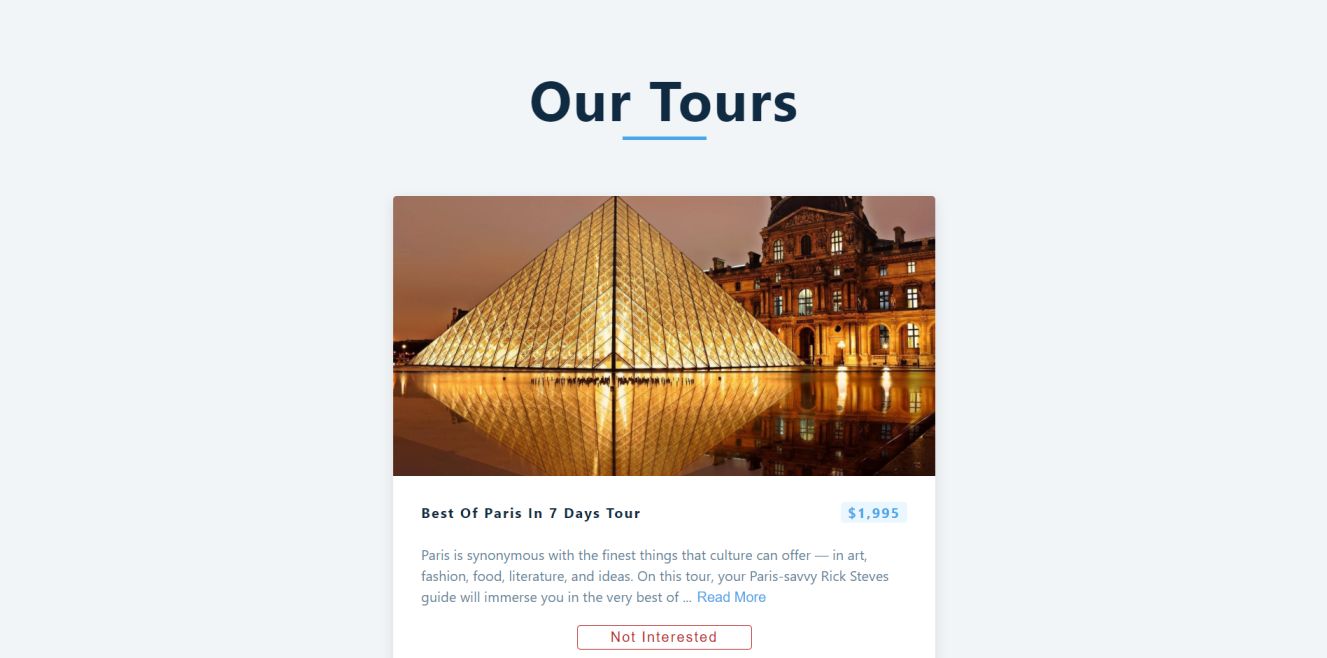 Our Tours
Best Of Paris In 7 Days Tour
$1,995
Paris is synonymous with the finest things that culture can offer — in art,
fashion, food, literature, and ideas. On this tour, your Paris-savvy Rick Steves
guide will immerse you in the very best of ... Read More
Not Interested